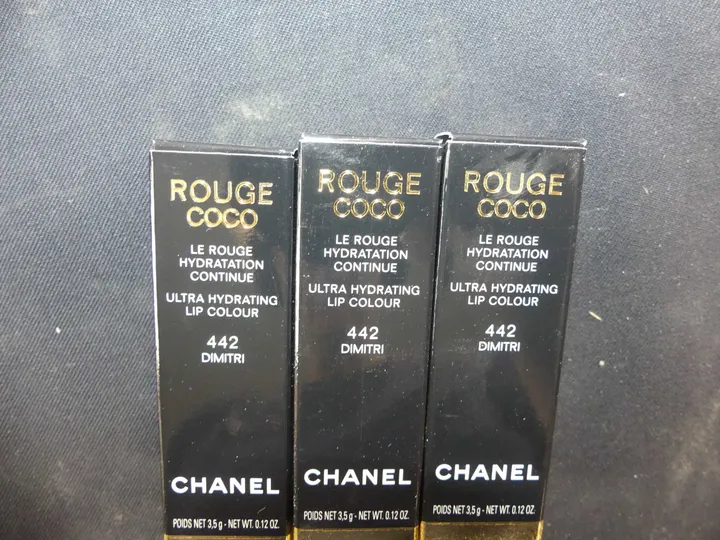 ROUGE
COCO
LE ROUGE
HYDRATATION
CONTINUE
ULTRA HYDRATING
LIP COLOUR
442
DIMITRI
CHANEL
POIDS NET 3,5 g - NET WT. 0.12 OZ.
ROUGE
COCO
LE ROUGE
HYDRATATION
CONTINUE
ULTRA HYDRATING
LIP COLOUR
442
DIMITRI
CHANEL
POIDS NET 3,5 g - NET WT. 0.12 OZ.
ROUGE
COCO
LE ROUGE
HYDRATATION
CONTINUE
ULTRA HYDRATING
LIP COLOUR
442
DIMITRI
CHANEL
POIDS NET 3,5 g - NET WT. 0.12 OZ.